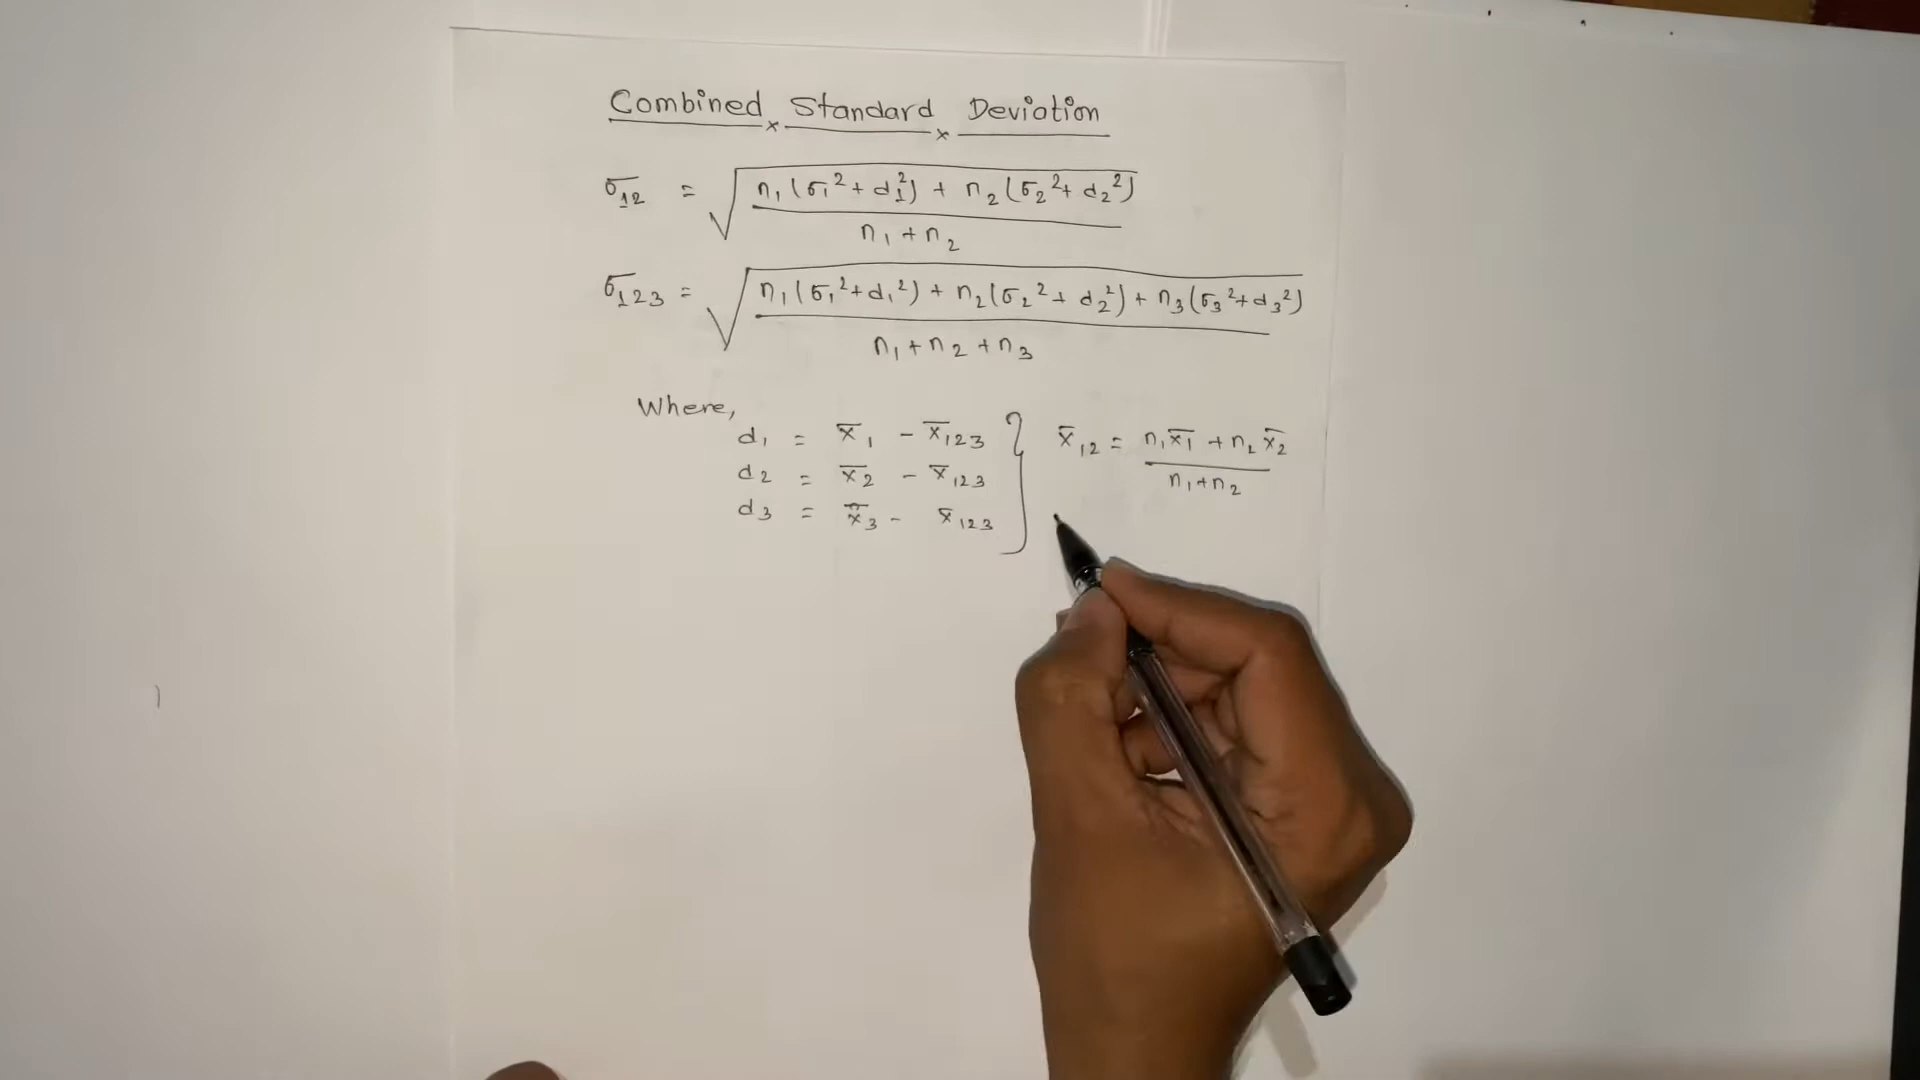 Combined Standard Deviation
σ₁₂ = √((n₁(σ₁² + d₁²) + n₂(σ₂² + d₂²)) / (n₁ + n₂))
σ₁₂₃ = √((n₁(σ₁² + d₁²) + n₂(σ₂² + d₂²) + n₃(σ₃² + d₃²)) / (n₁ + n₂ + n₃))
Where,
d₁ = x̄₁ - x̄₁₂₃
d₂ = x̄₂ - x̄₁₂₃
d₃ = x̄₃ - x̄₁₂₃
x̄₁₂ = (n₁x̄₁ + n₂x̄₂) / (n₁ + n₂)